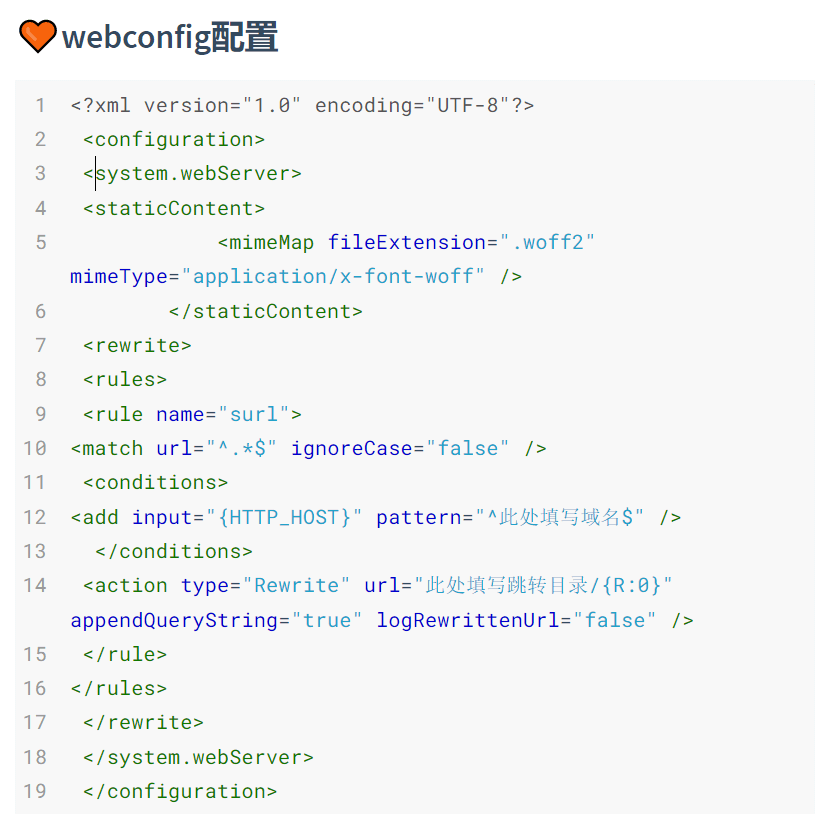 webconfig配置
1 <?xml version="1.0" encoding="UTF-8"?>
2 <configuration>
3 <system.webServer>
4 <staticContent>
5 <mimeMap fileExtension=".woff2"
mimeType="application/x-font-woff" />
6 </staticContent>
7 <rewrite>
8 <rules>
9 <rule name="surl">
10 <match url="^.*$" ignoreCase="false" />
11 <conditions>
12 <add input="{HTTP_HOST}" pattern="^此处填写域名$" />
13 </conditions>
14 <action type="Rewrite" url="此处填写跳转目录/{R:0}"
appendQueryString="true" logRewrittenUrl="false" />
15 </rule>
16 </rules>
17 </rewrite>
18 </system.webServer>
19 </configuration>